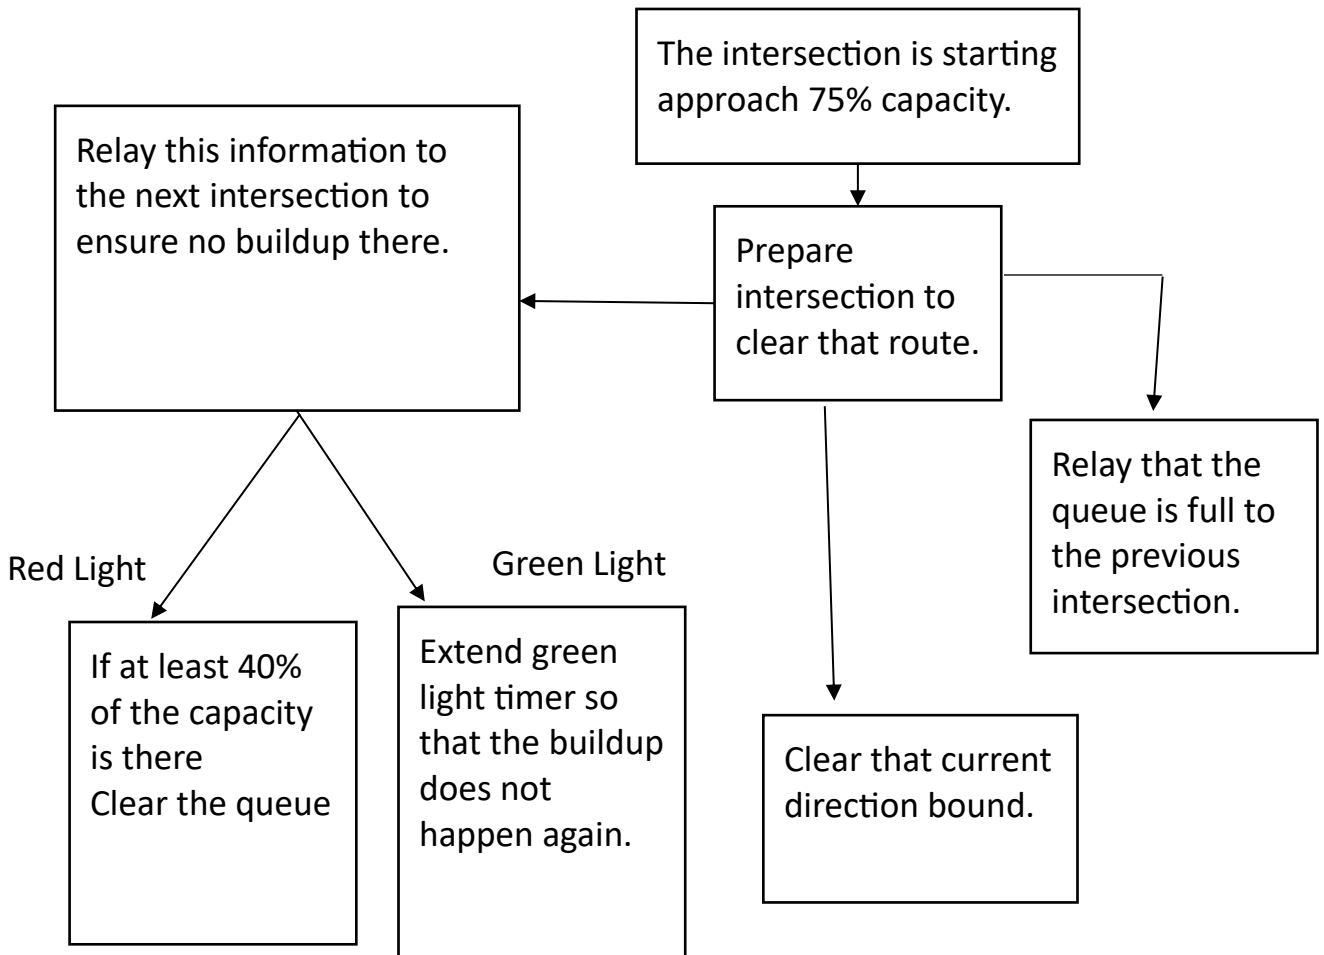 The intersection is starting
approach 75% capacity.
Relay this information to
the next intersection to
ensure no buildup there.
Prepare
intersection to
clear that route.
Relay that the
queue is full to
the previous
intersection.
Red Light
Green Light
If at least 40%
of the capacity
is there
Clear the queue
Extend green
light timer so
that the buildup
does not
happen again.
Clear that current
direction bound.